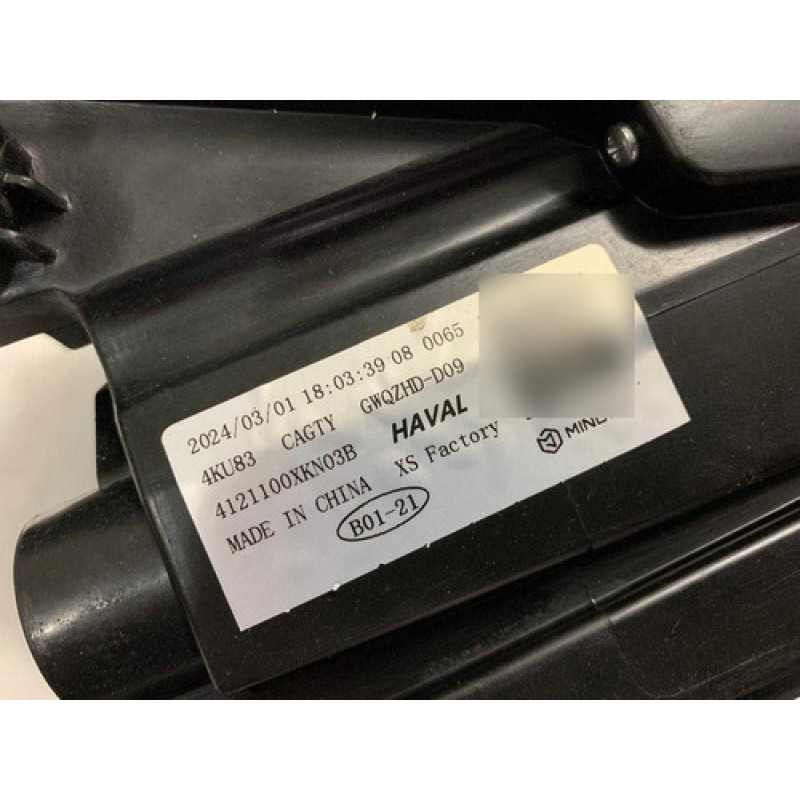 2024/03/01 18:03:39 08 0065
4KU83 CAGTY GWQZHD-D09
4121100XKN03B HAVAL
MADE IN CHINA XS Factory
B01-21